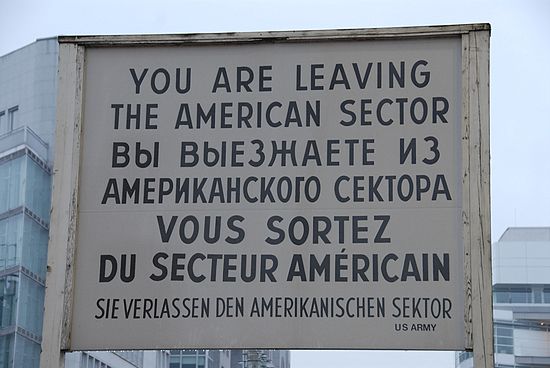 YOU ARE LEAVING
THE AMERICAN SECTOR
ВЫ ВЫЕЗЖАЕТЕ ИЗ
АМЕРИКАНСКОГО СЕКТОРА
VOUS SORTEZ
DU SECTEUR AMÉRICAIN
SIE VERLASSEN DEN AMERIKANISCHEN SEKTOR
US ARMY